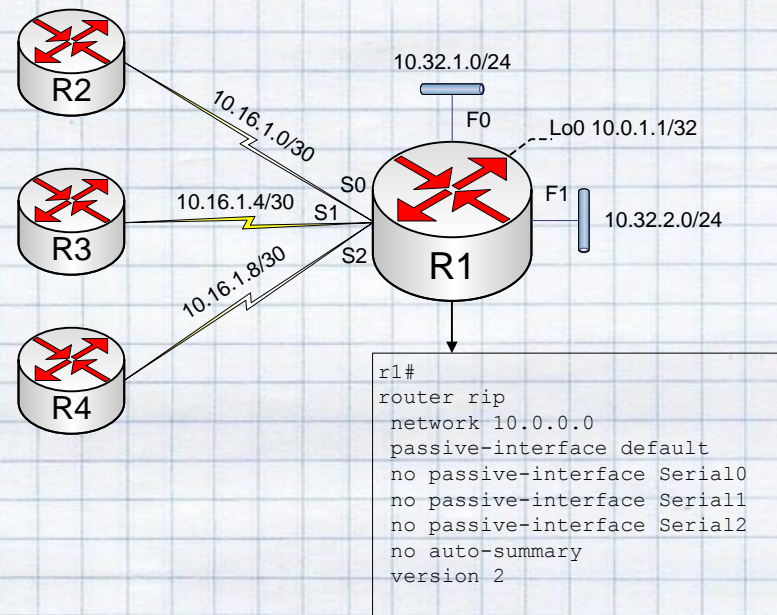 R2
10.16.1.0/30
10.32.1.0/24
F0
Lo0 10.0.1.1/32
S0
R3
10.16.1.4/30
S1
F1
10.32.2.0/24
R1
S2
10.16.1.8/30
R4
r1#
router rip
network 10.0.0.0
passive-interface default
no passive-interface Serial0
no passive-interface Serial1
no passive-interface Serial2
no auto-summary
version 2